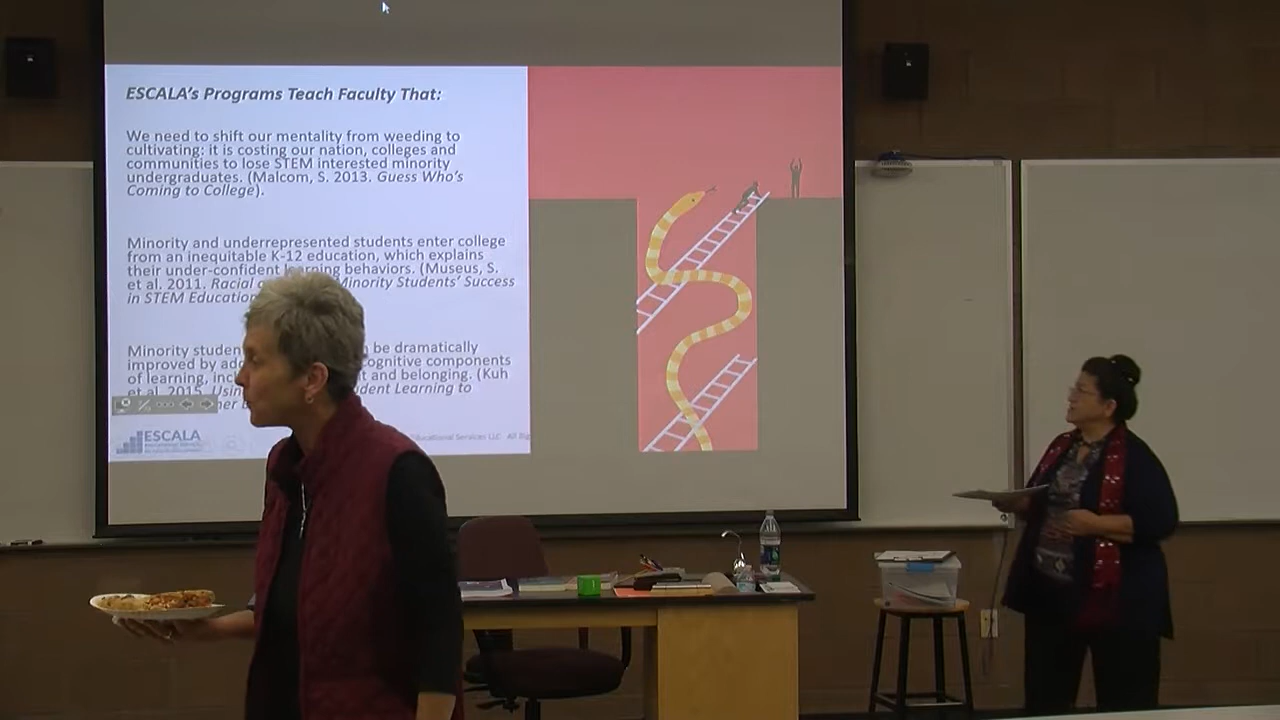 ESCALA's Programs Teach Faculty That:
We need to shift our mentality from weeding to
cultivating: it is costing our nation, colleges and
communities to lose STEM interested minority
undergraduates. (Malcom, S. 2013. Guess Who's
Coming to College).
Minority and underrepresented students enter college
from an inequitable K-12 education, which explains
their under-confident learning behaviors. (Museus, S.
et al. 2011. Racial Minority Students' Success
in STEM Education
Minority studen be dramatically
improved by ad cognitive components
of learning, inc t and belonging. (Kuh
et al. 2015. Usin dent Learning to
ESCALA
Educational Services LLC All Rig